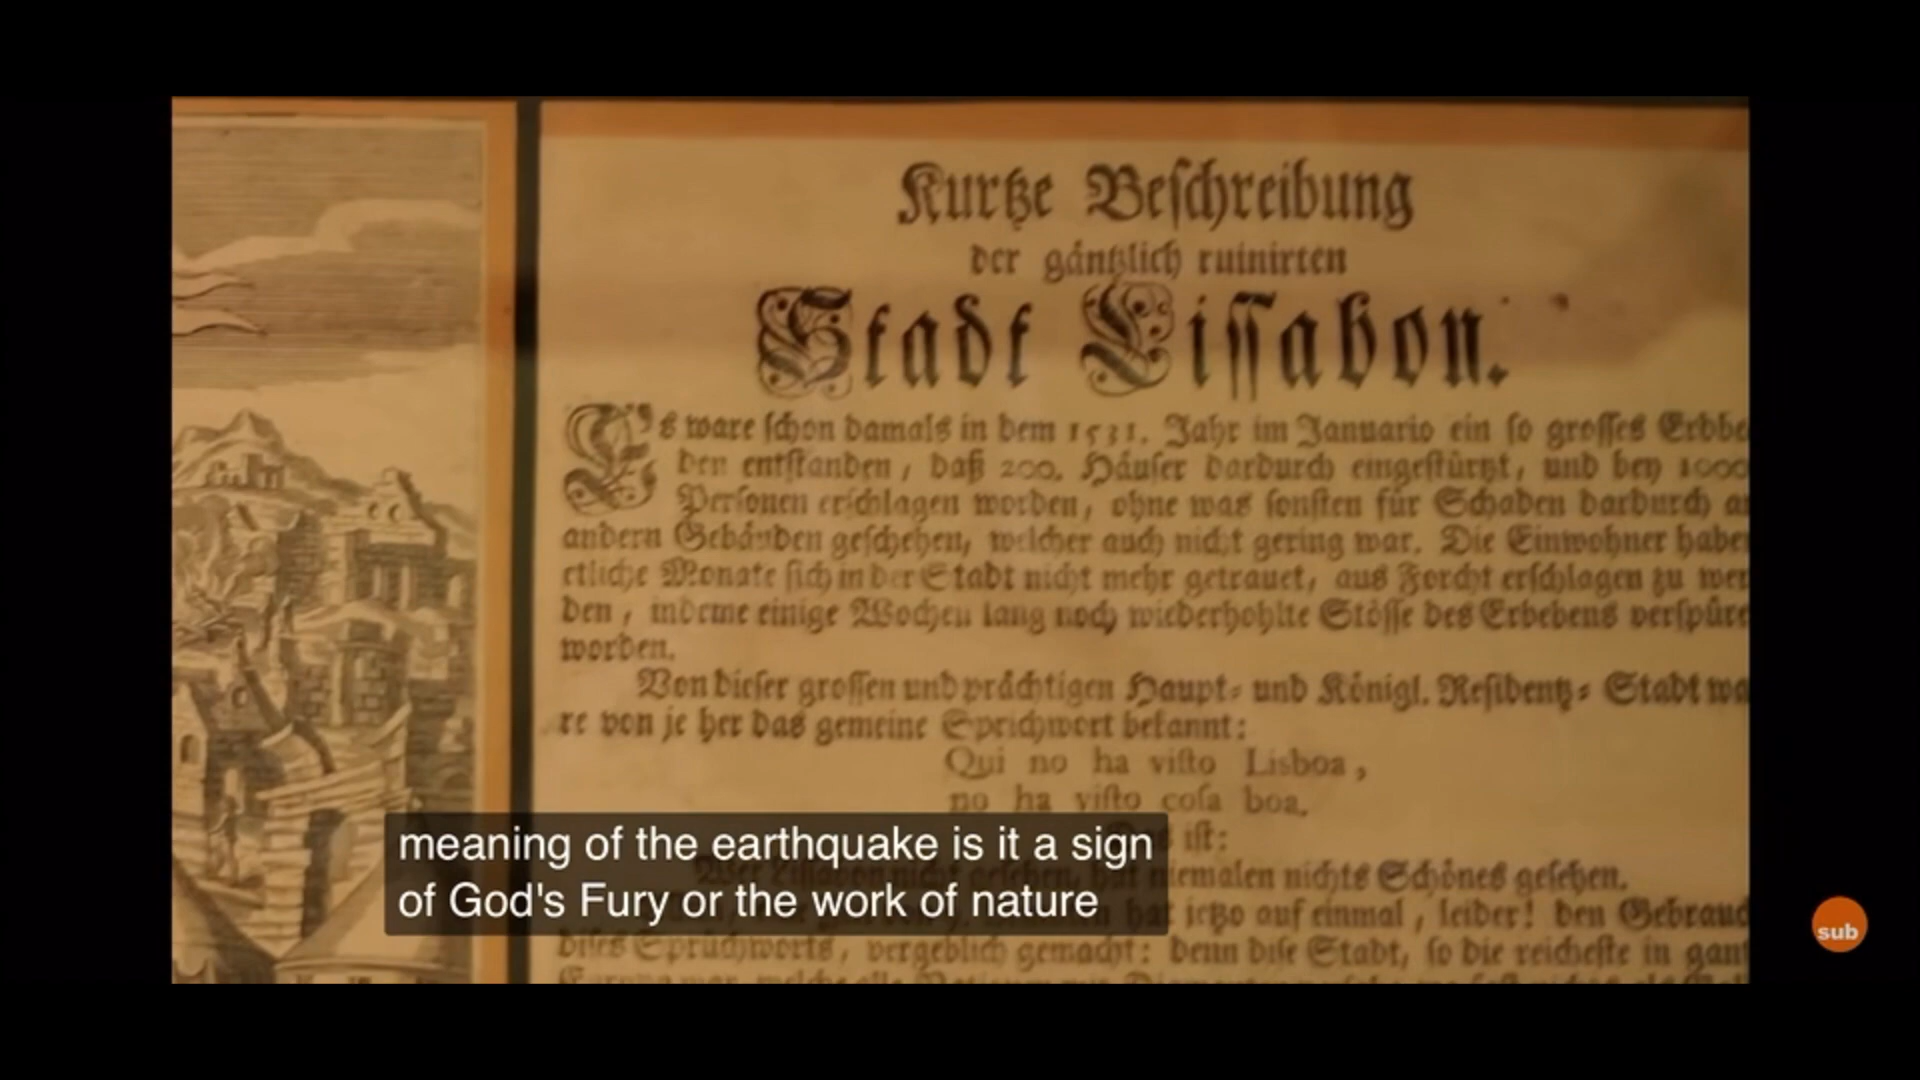 Kurtze Beſchreibung
der gäntzlich ruinirten
Stadt Liſſabon.
Es ware ſchon damals in dem 1531. Jahr im Januario ein ſo groſſes Erdbe
ben entſtanden, daß 200. Häuſer dardurch eingeſtürtzt, und bey 1000
Perſonen erſchlagen worden, ohne was ſonſten für Schaden dardurch an
andern Gebäuden geſchehen, welcher auch nicht gering war. Die Einwohner haben
etliche Monate ſich in der Stadt nicht mehr getrauet, aus Forcht erſchlagen zu wer
den, indeme einige Wochen lang noch wiederhohlte Stöſſe des Erdebens verſpüre
worden.
Von dieſer groſſen und prächtigen Haupt- und Königl. Reſidentz-Stadt wa
re von je her das gemeine Sprichwort bekannt:
Qui no ha viſto Lisboa,
no ha viſto coſa boa.
iſt:
niemalen nichts Schönes geſehen.
hat jetzo auf einmal, leider! den Gebrauch
diſes Sprüchworts, vergeblich gemacht: denn diſe Stadt, ſo die reicheſte in gantz
meaning of the earthquake is it a sign
of God's Fury or the work of nature
sub